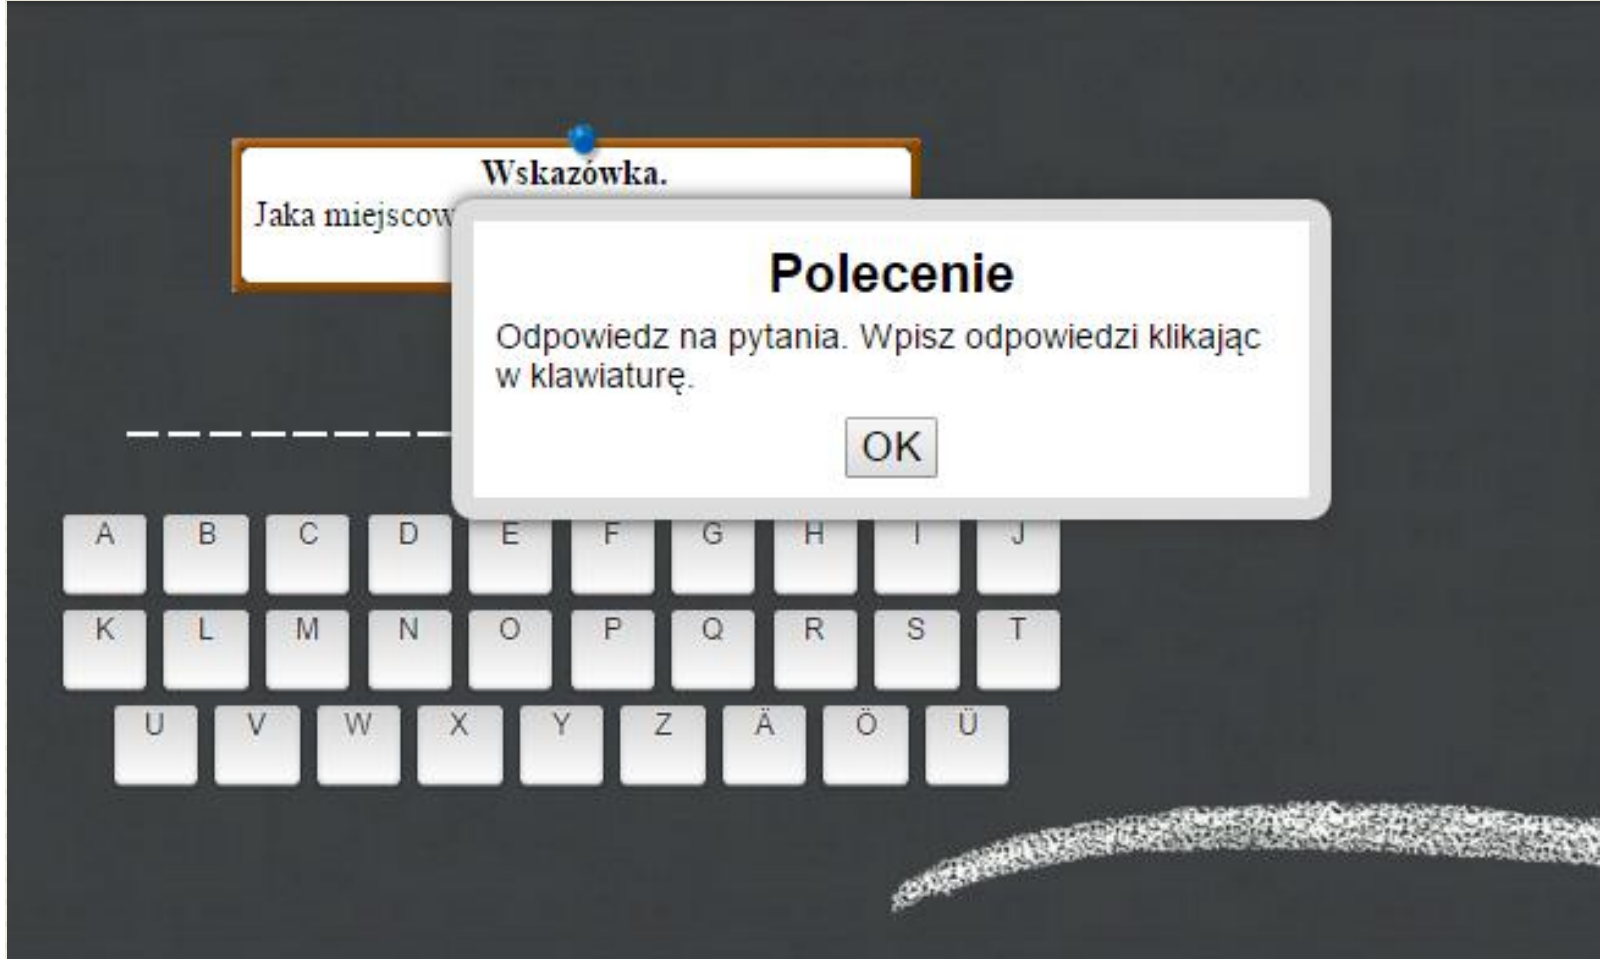 Wskazówka.
Jaka miejscow
Polecenie
Odpowiedz na pytania. Wpisz odpowiedzi klikając
w klawiaturę.
OK
A B C D E F G H I J
K L M N O P Q R S T
U V W X Y Z Ä Ö Ü